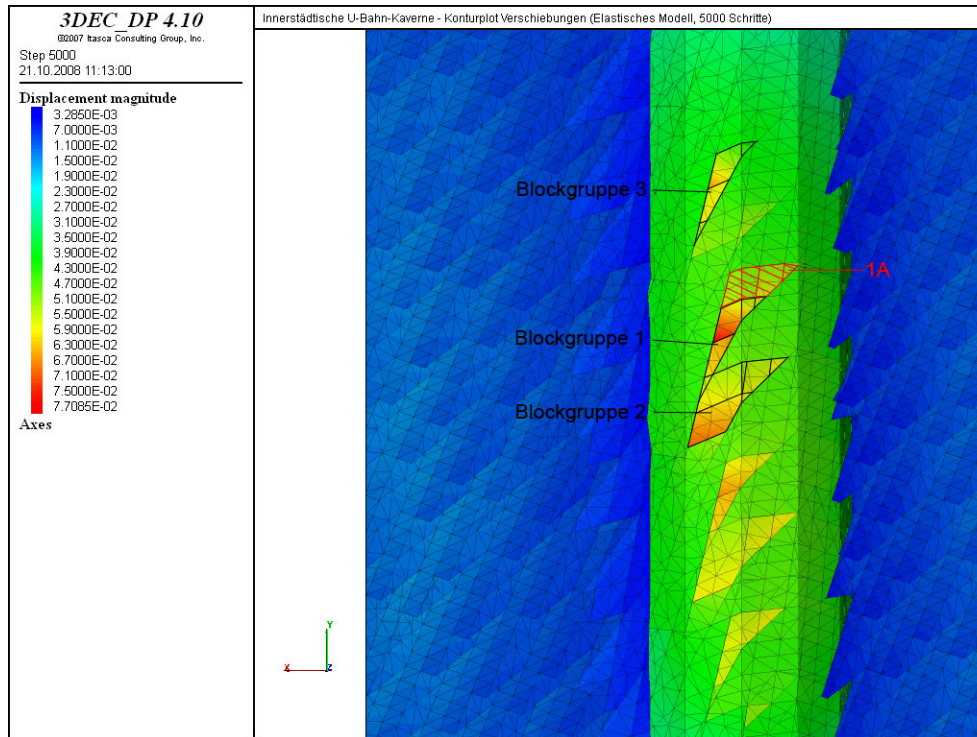 3DEC_DP 4.10
©2007 Itasca Consulting Group, Inc.
Step 5000
21.10.2008 11:13:00
Displacement magnitude
3.2850E-03
7.0000E-03
1.1000E-02
1.5000E-02
1.9000E-02
2.3000E-02
2.7000E-02
3.1000E-02
3.5000E-02
3.9000E-02
4.3000E-02
4.7000E-02
5.1000E-02
5.5000E-02
5.9000E-02
6.3000E-02
6.7000E-02
7.1000E-02
7.5000E-02
7.7085E-02
Axes
Innerstädtische U-Bahn-Kaverne - Konturplot Verschiebungen (Elastisches Modell, 5000 Schritte)
Blockgruppe 3
1A
Blockgruppe 1
Blockgruppe 2
Y
X
Z